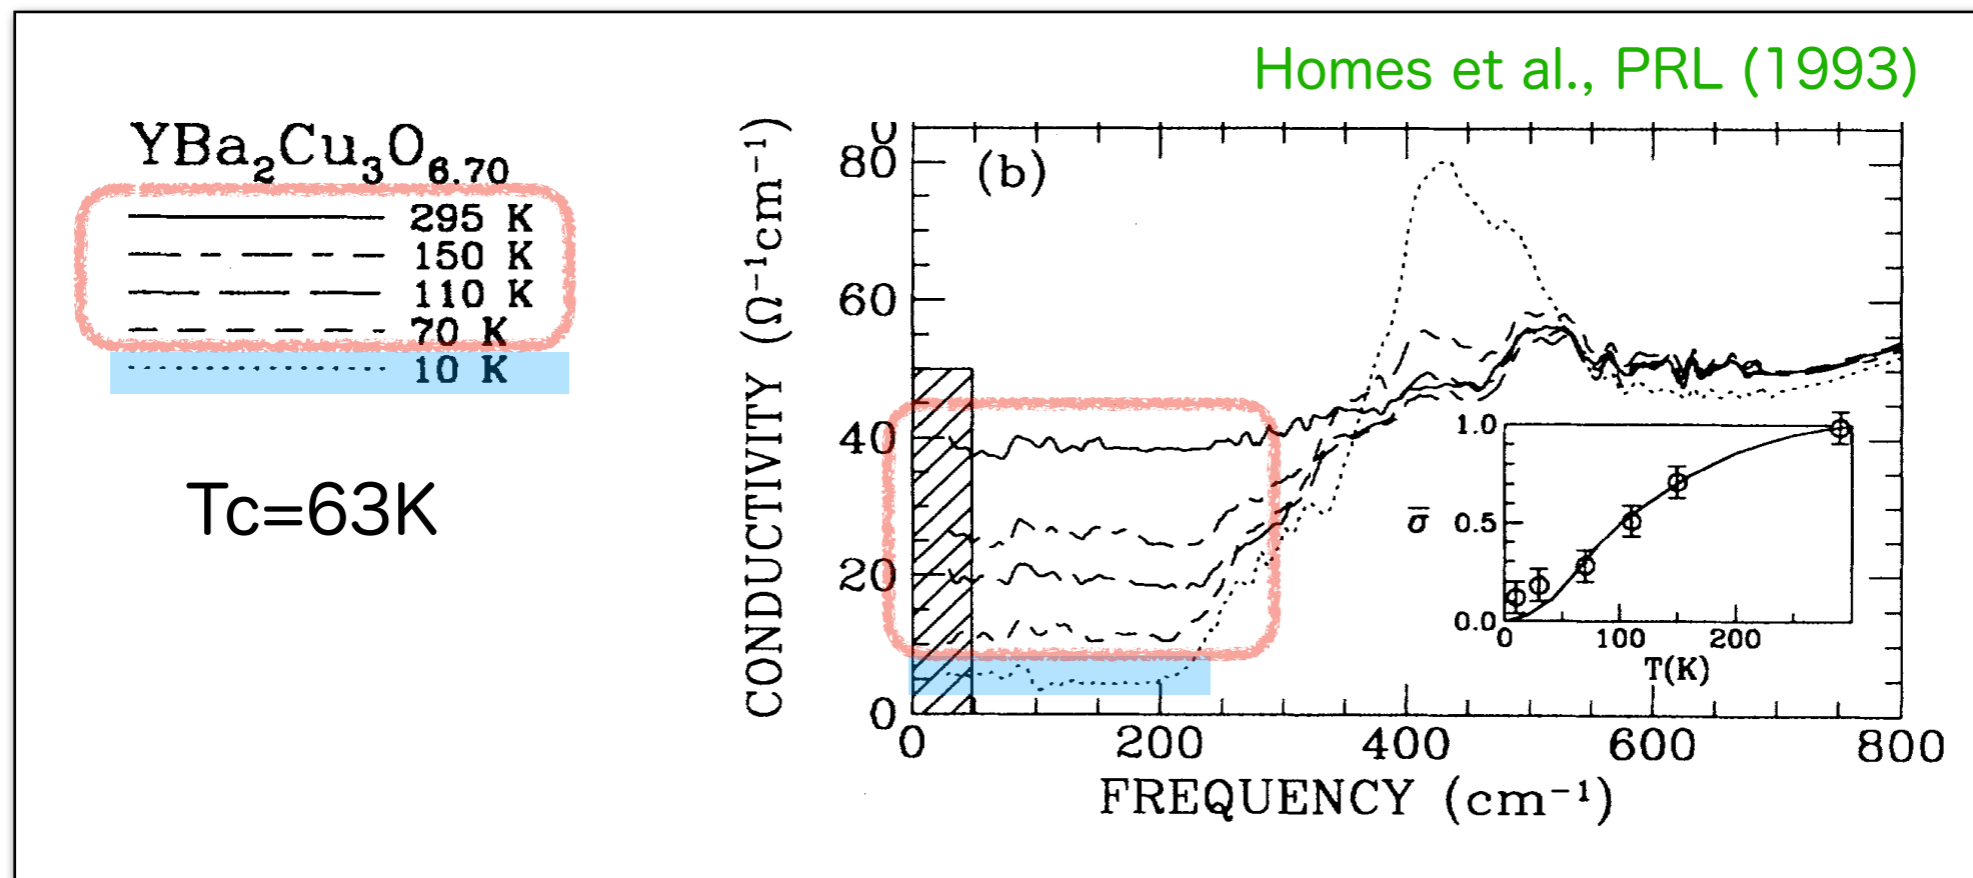 Homes et al., PRL (1993)
YBa₂Cu₃O₆.₇₀
295 K
150 K
110 K
70 K
10 K
Tc=63K
(b)
CONDUCTIVITY (Ω⁻¹cm⁻¹)
0
80
60
40
20
0
0 200 400 600 800
FREQUENCY (cm⁻¹)
σ̅
1.0
0.5
0.0
0 100 200
T(K)